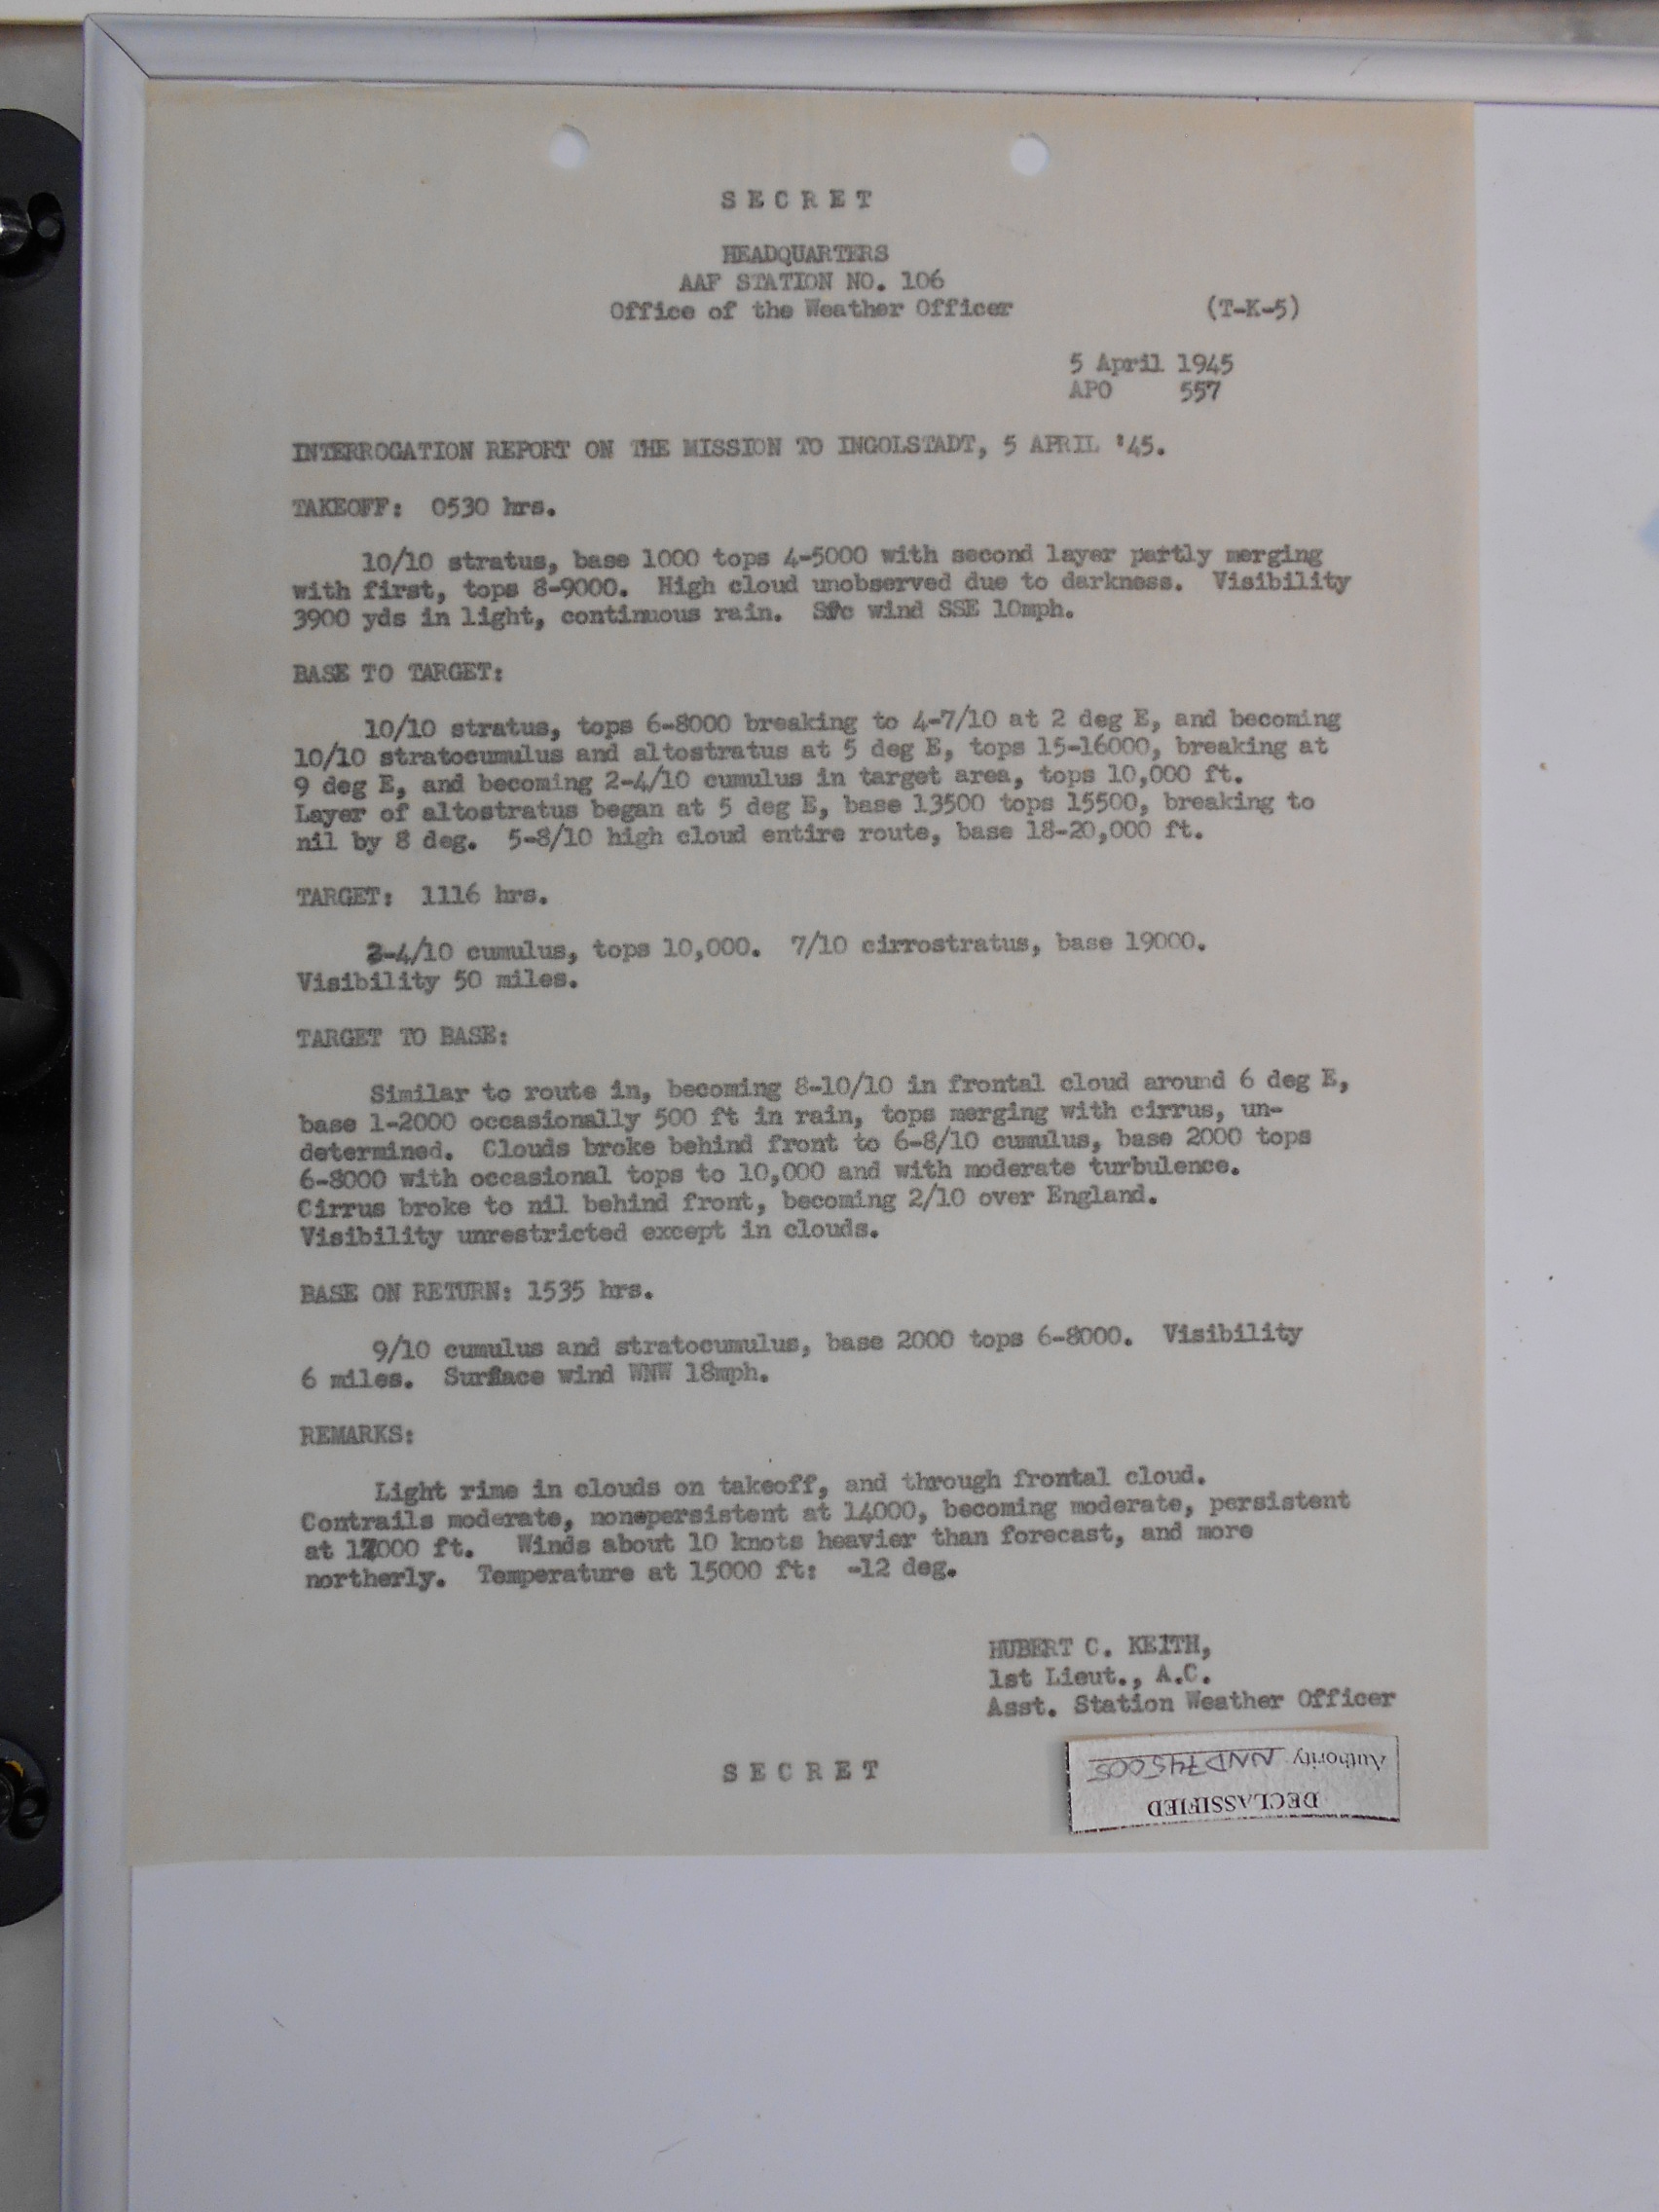 S E C R E T
HEADQUARTERS
AAF STATION NO. 106
Office of the Weather Officer (T-K-5)
5 April 1945
APO 557
INTERROGATION REPORT ON THE MISSION TO INGOLSTADT, 5 APRIL '45.
TAKEOFF: 0530 hrs.
10/10 stratus, base 1000 tops 4-5000 with second layer partly merging
with first, tops 8-9000. High cloud unobserved due to darkness. Visibility
3900 yds in light, continuous rain. Sfc wind SSE 10mph.
BASE TO TARGET:
10/10 stratus, tops 6-8000 breaking to 4-7/10 at 2 deg E, and becoming
10/10 stratocumulus and altostratus at 5 deg E, tops 15-16000, breaking at
9 deg E, and becoming 2-4/10 cumulus in target area, tops 10,000 ft.
Layer of altostratus began at 5 deg E, base 13500 tops 15500, breaking to
nil by 8 deg. 5-8/10 high cloud entire route, base 18-20,000 ft.
TARGET: 1116 hrs.
cumulus, tops 10,000. 7/10 cirrostratus, base 19000.
Visibility 50 miles.
TARGET TO BASE:
Similar to route in, becoming 8-10/10 in frontal cloud around 6 deg E,
base 1-2000 occasionally 500 ft in rain, tops merging with cirrus, un-
determined. Clouds broke behind front to 6-8/10 cumulus, base 2000 tops
6-8000 with occasional tops to 10,000 and with moderate turbulence.
Cirrus broke to nil behind front, becoming 2/10 over England.
Visibility unrestricted except in clouds.
BASE ON RETURN: 1535 hrs.
9/10 cumulus and stratocumulus, base 2000 tops 6-8000. Visibility
6 miles. Surface wind WNW 18mph.
REMARKS:
Light rime in clouds on takeoff, and through frontal cloud.
Contrails moderate, nonpersistent at 14000, becoming moderate, persistent
at ft. Winds about 10 knots heavier than forecast, and more
northerly. Temperature at 15000 ft: -12 deg.
HUBERT C. KEITH,
1st Lieut., A.C.
Asst. Station Weather Officer
S E C R E T
DECLASSIFIED
Authority NND745005